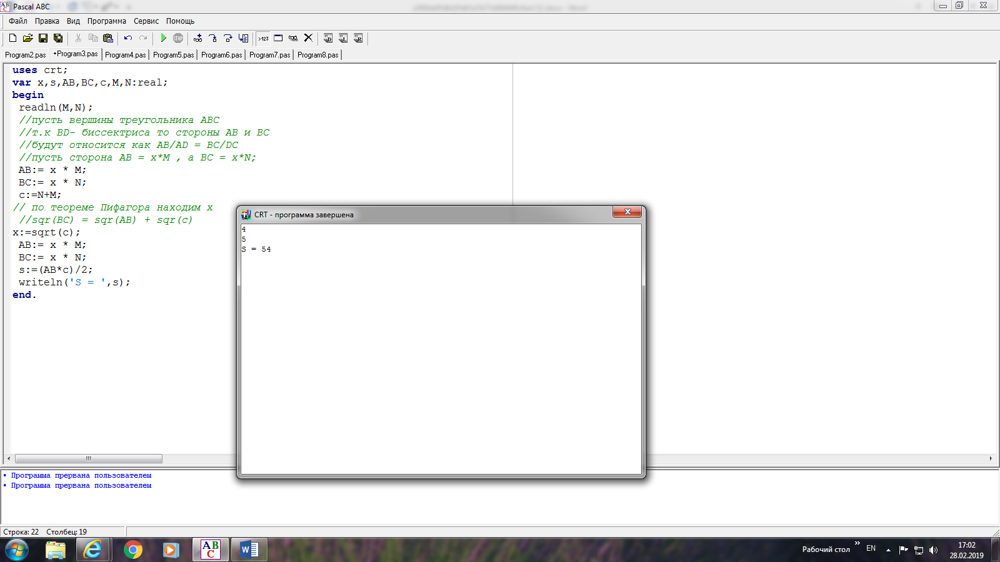 Pascal ABC
Файл Правка Вид Программа Сервис Помощь
Program2.pas •Program3.pas Program4.pas Program5.pas Program6.pas Program7.pas Program8.pas
uses crt;
var x,s,AB,BC,c,M,N:real;
begin
readln(M,N);
//пусть вершины треугольника ABC
//т.к BD- биссектриса то стороны AB и BC
//будут относится как AB/AD = BC/DC
//пусть сторона AB = x*M , а BC = x*N;
AB:= x * M;
BC:= x * N;
c:=N+M;
// по теореме Пифагора находим x
//sqr(BC) = sqr(AB) + sqr(c)
x:=sqrt(c);
AB:= x * M;
BC:= x * N;
s:=(AB*c)/2;
writeln('S = ',s);
end.
CRT - программа завершена
4
5
S = 54
• Программа прервана пользователем
• Программа прервана пользователем
Строка: 22 Столбец: 19
Рабочий стол » EN 17:02
28.02.2019